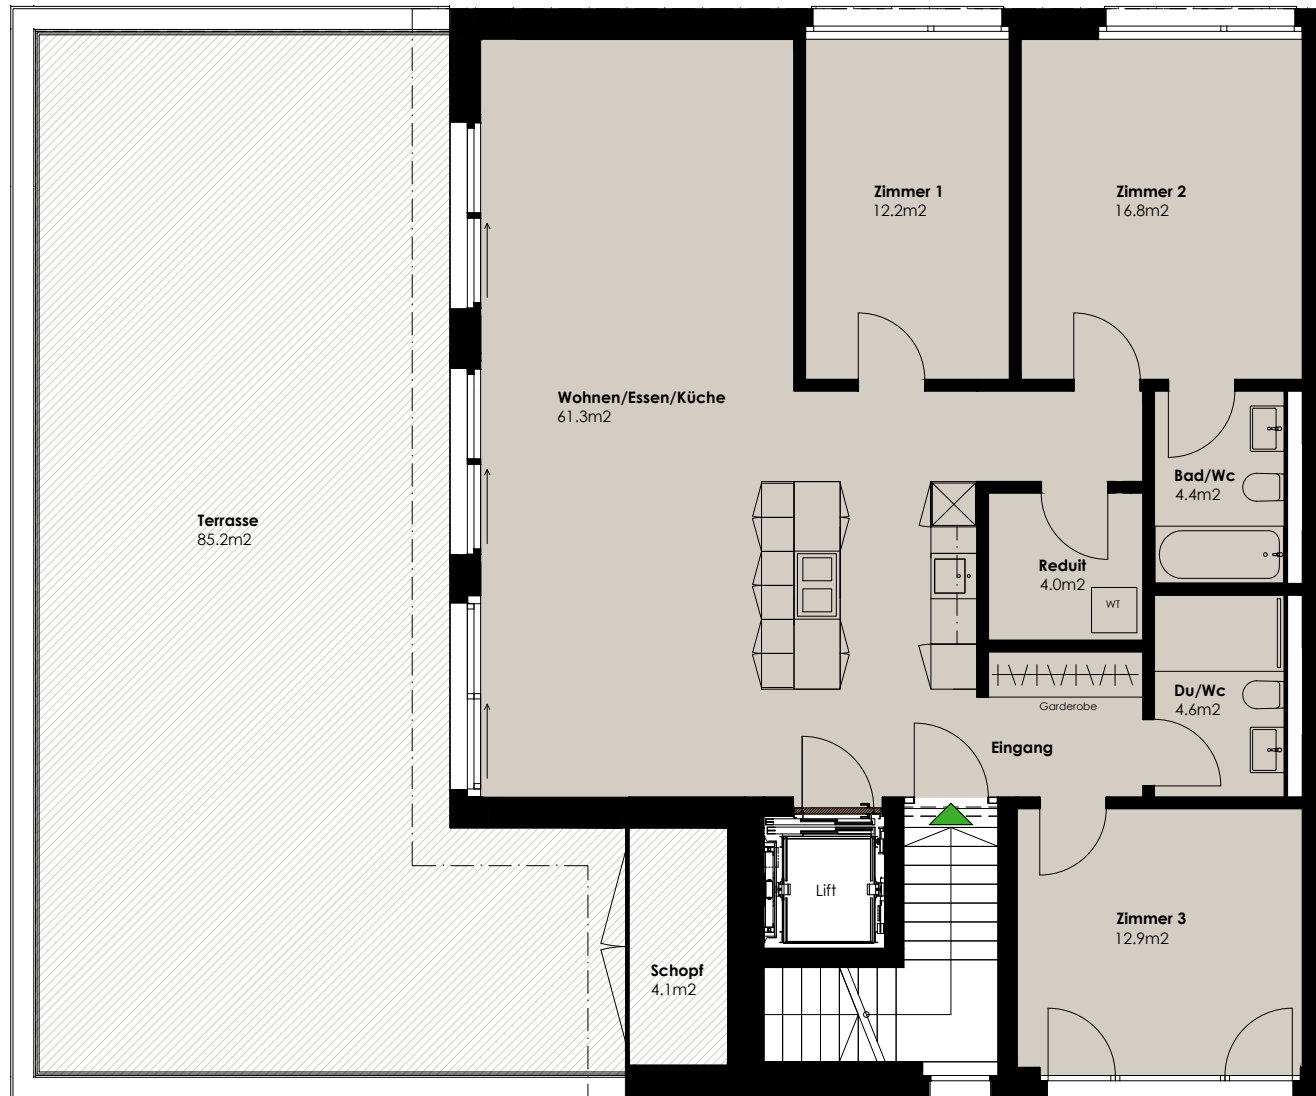 Zimmer 1
12.2m2
Zimmer 2
16.8m2
Wohnen/Essen/Küche
61.3m2
Bad/Wc
4.4m2
Terrasse
85.2m2
Reduit
4.0m2
WT
Du/Wc
4.6m2
Garderobe
Eingang
Lift
Zimmer 3
12.9m2
Schopf
4.1m2